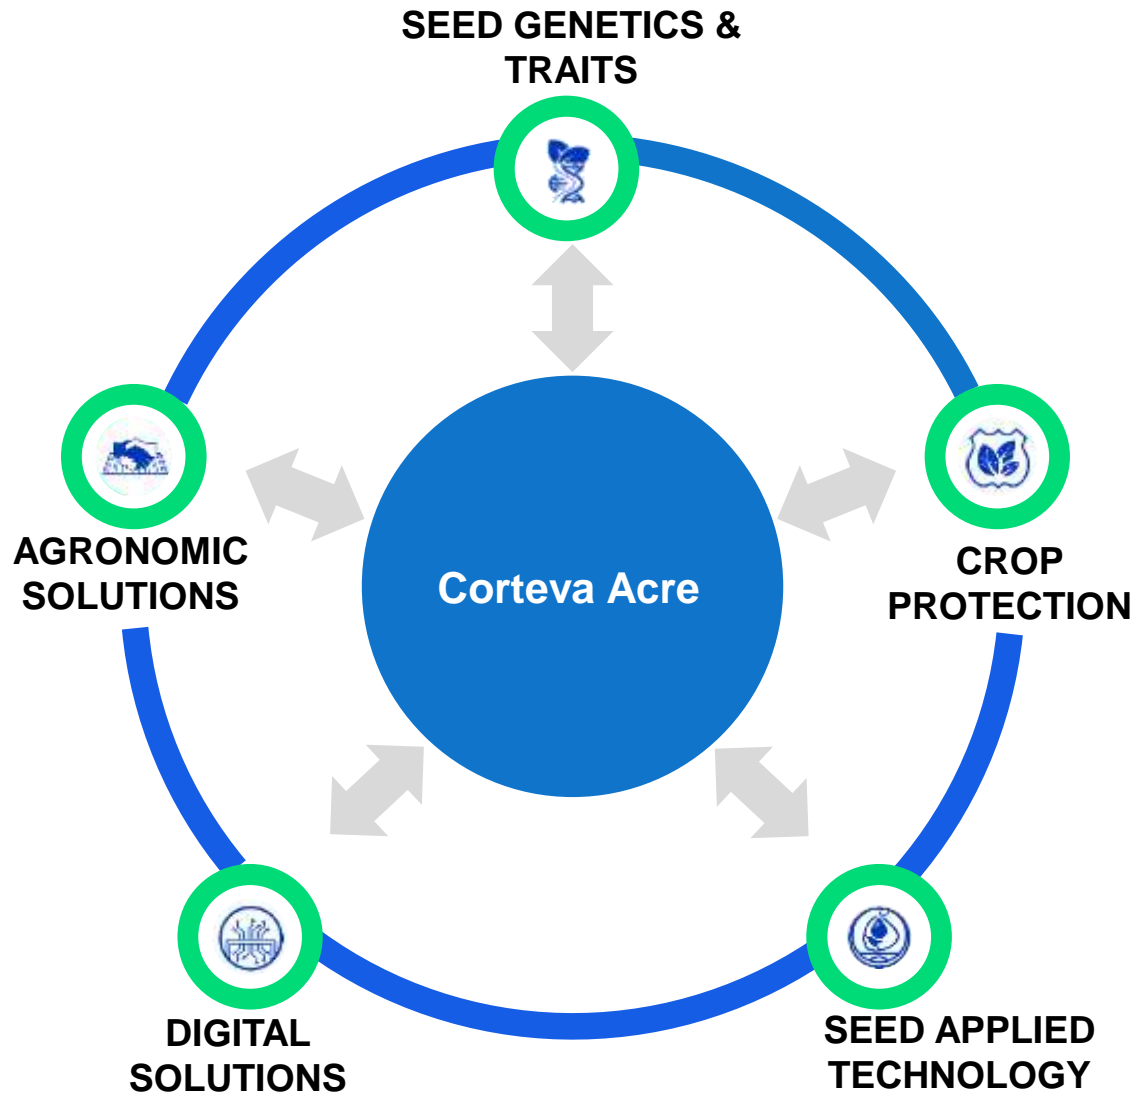 SEED GENETICS &
TRAITS
AGRONOMIC
SOLUTIONS
Corteva Acre
CROP
PROTECTION
DIGITAL
SOLUTIONS
SEED APPLIED
TECHNOLOGY